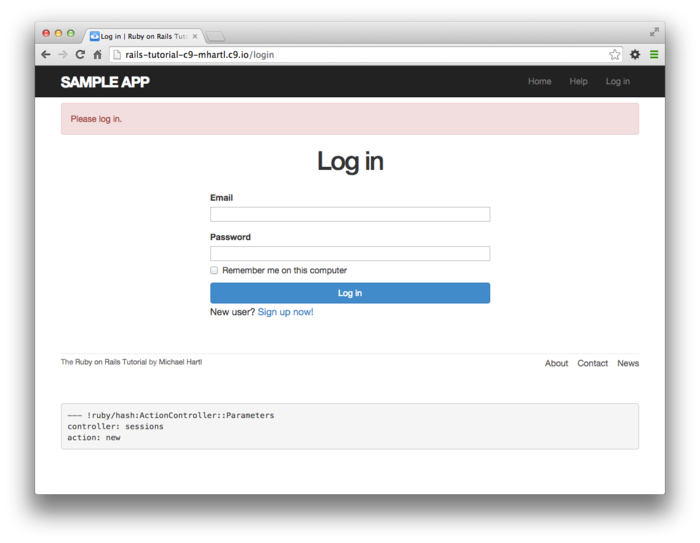 Log in | Ruby on Rails Tuto
rails-tutorial-c9-mhartl.c9.io/login
SAMPLE APP
Home Help Log in
Please log in.
Log in
Email
Password
Remember me on this computer
Log in
New user? Sign up now!
The Ruby on Rails Tutorial by Michael Hartl
About Contact News
--- !ruby/hash:ActionController::Parameters
controller: sessions
action: new